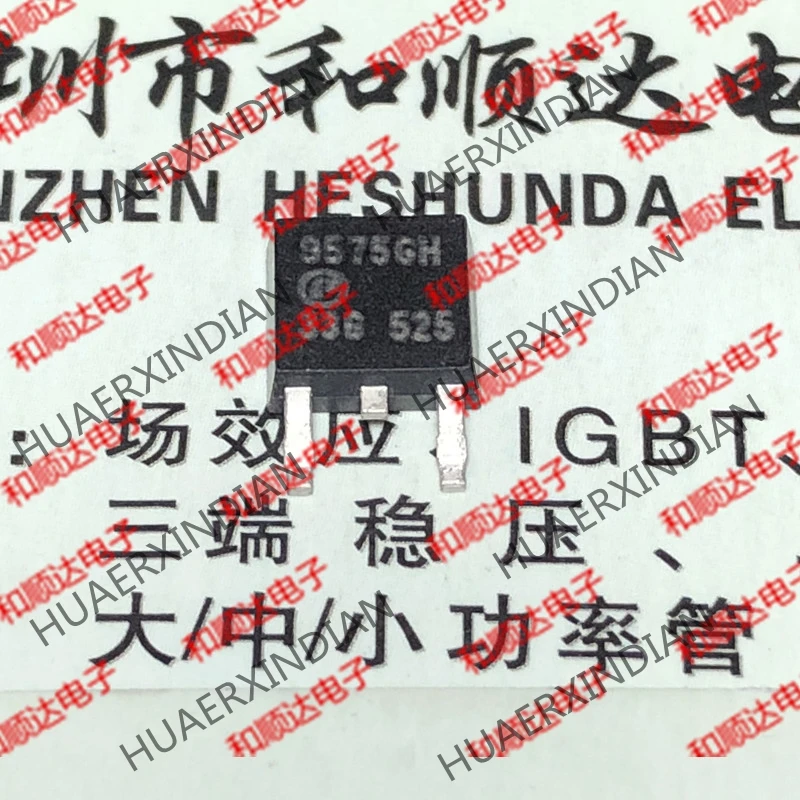 圳市和顺达电
NZHEN HESHUNDA EL
9575GH
525
: 场效应 IGBT、
三端稳压、
大/中/小功率管
HUAERXINDIAN
和顺达电子